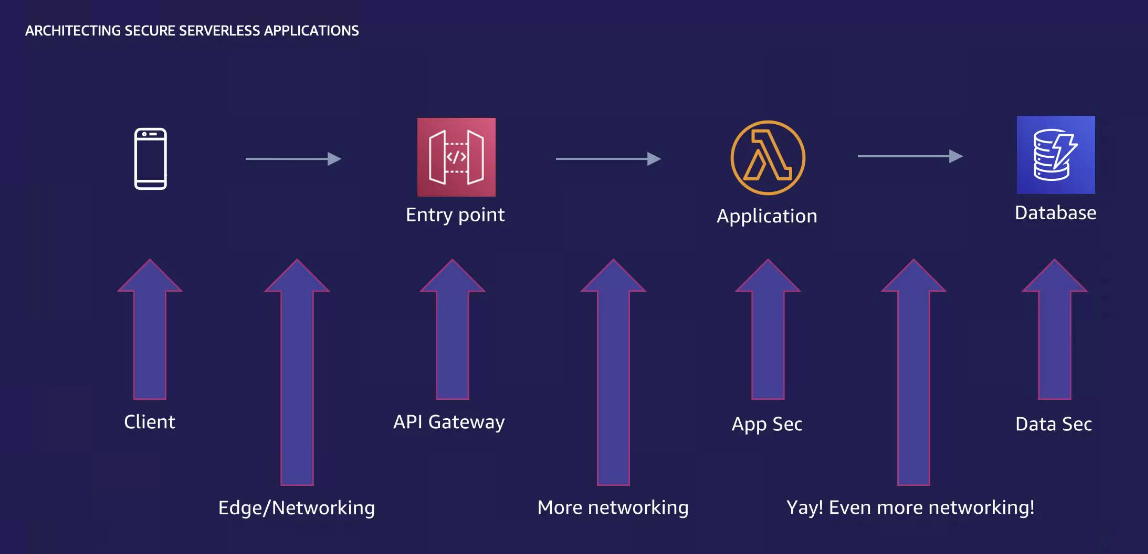 ARCHITECTING SECURE SERVERLESS APPLICATIONS
</>
Entry point
Application
Database
Client
API Gateway
App Sec
Data Sec
Edge/Networking
More networking
Yay! Even more networking!